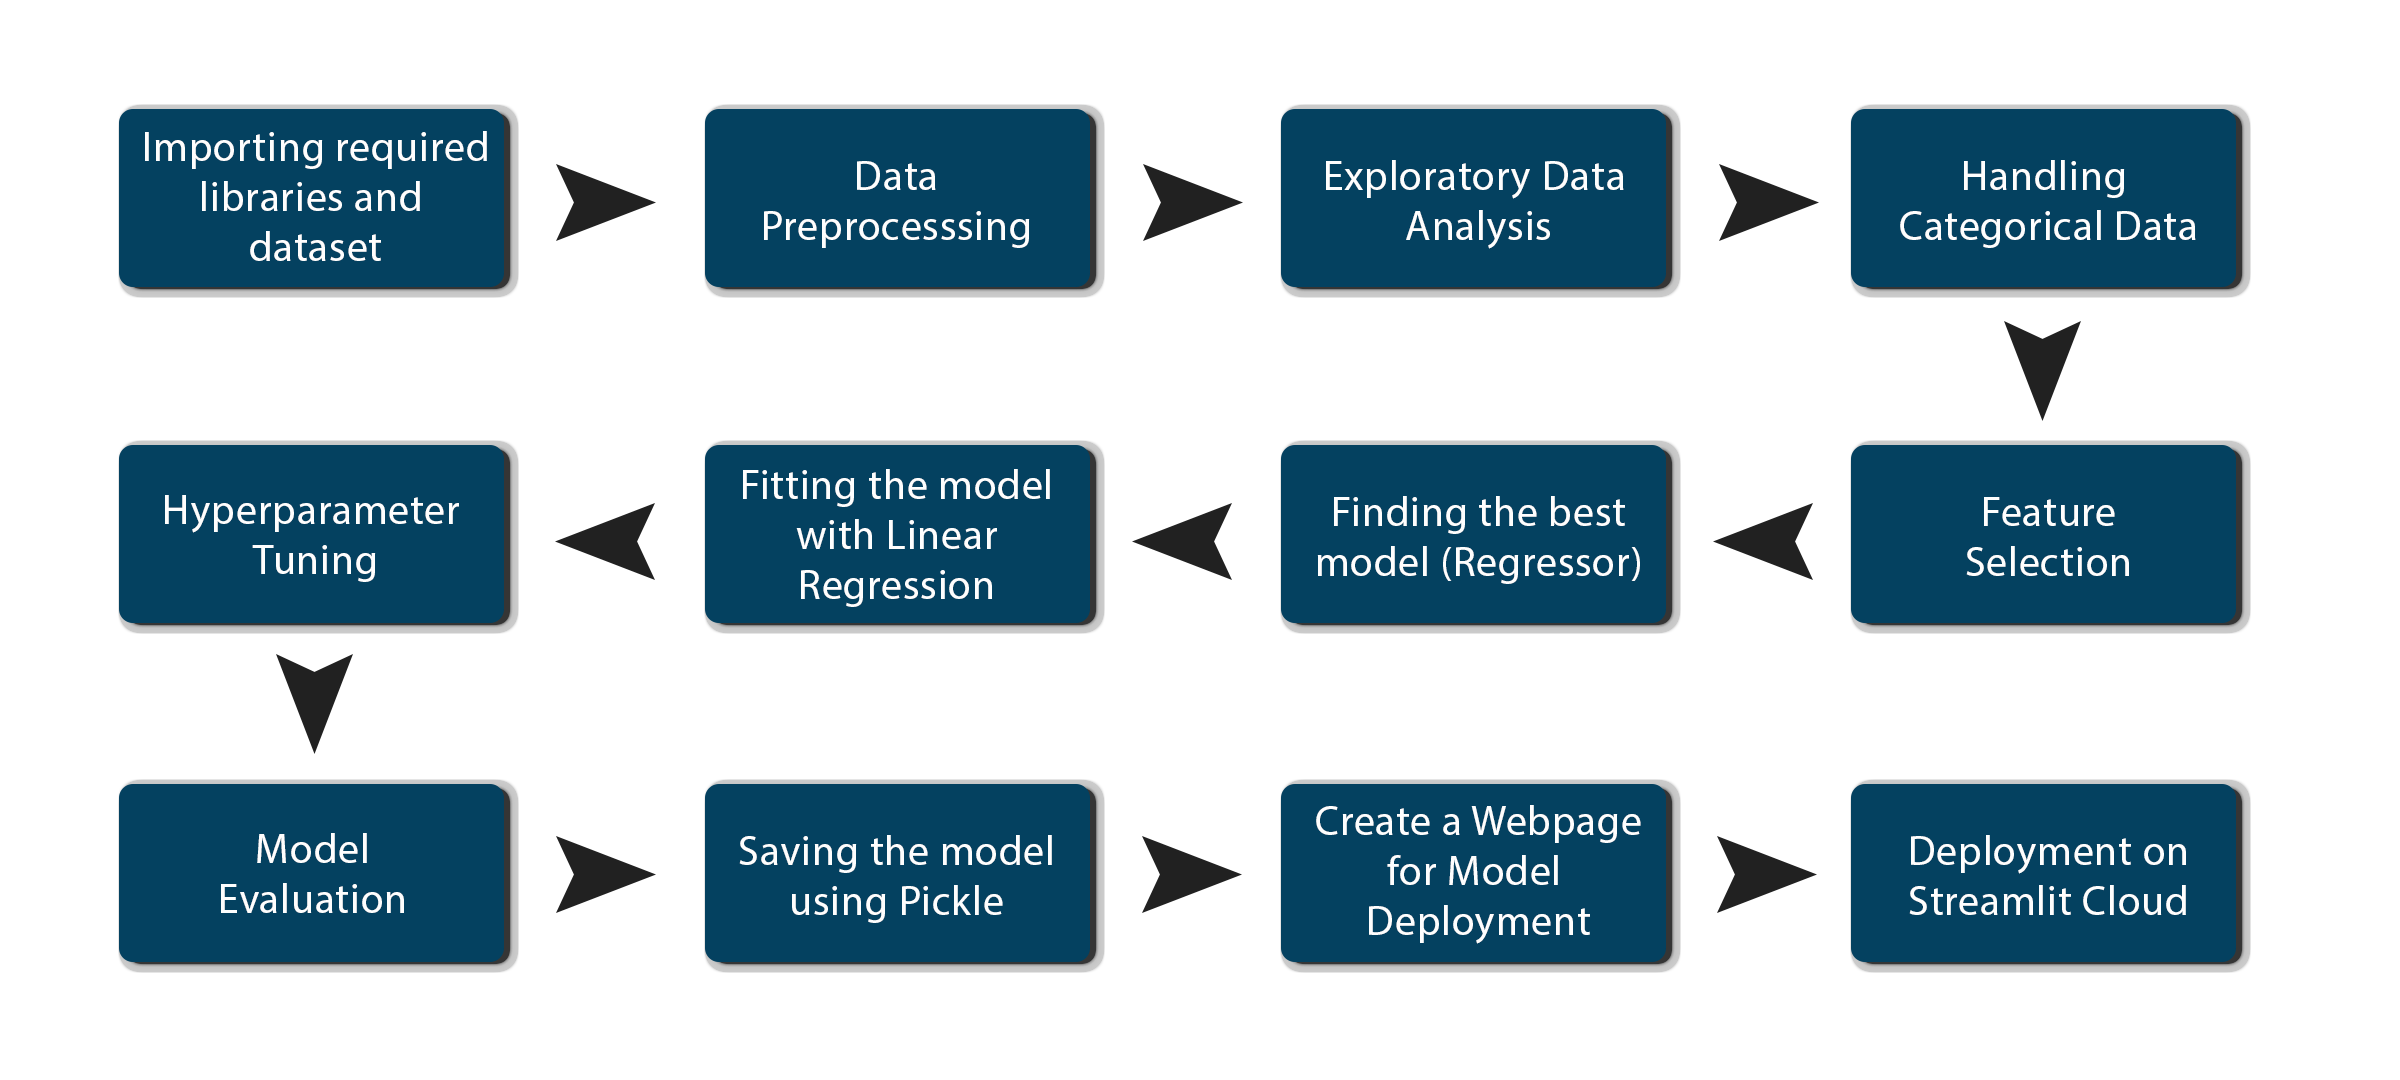 Importing required
libraries and
dataset
Data
Preprocesssing
Exploratory Data
Analysis
Handling
Categorical Data
Feature
Selection
Finding the best
model (Regressor)
Fitting the model
with Linear
Regression
Hyperparameter
Tuning
Model
Evaluation
Saving the model
using Pickle
Create a Webpage
for Model
Deployment
Deployment on
Streamlit Cloud